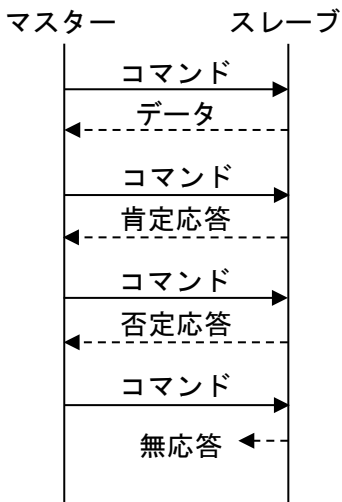 マスター スレーブ
コマンド
データ
コマンド
肯定応答
コマンド
否定応答
コマンド
無応答